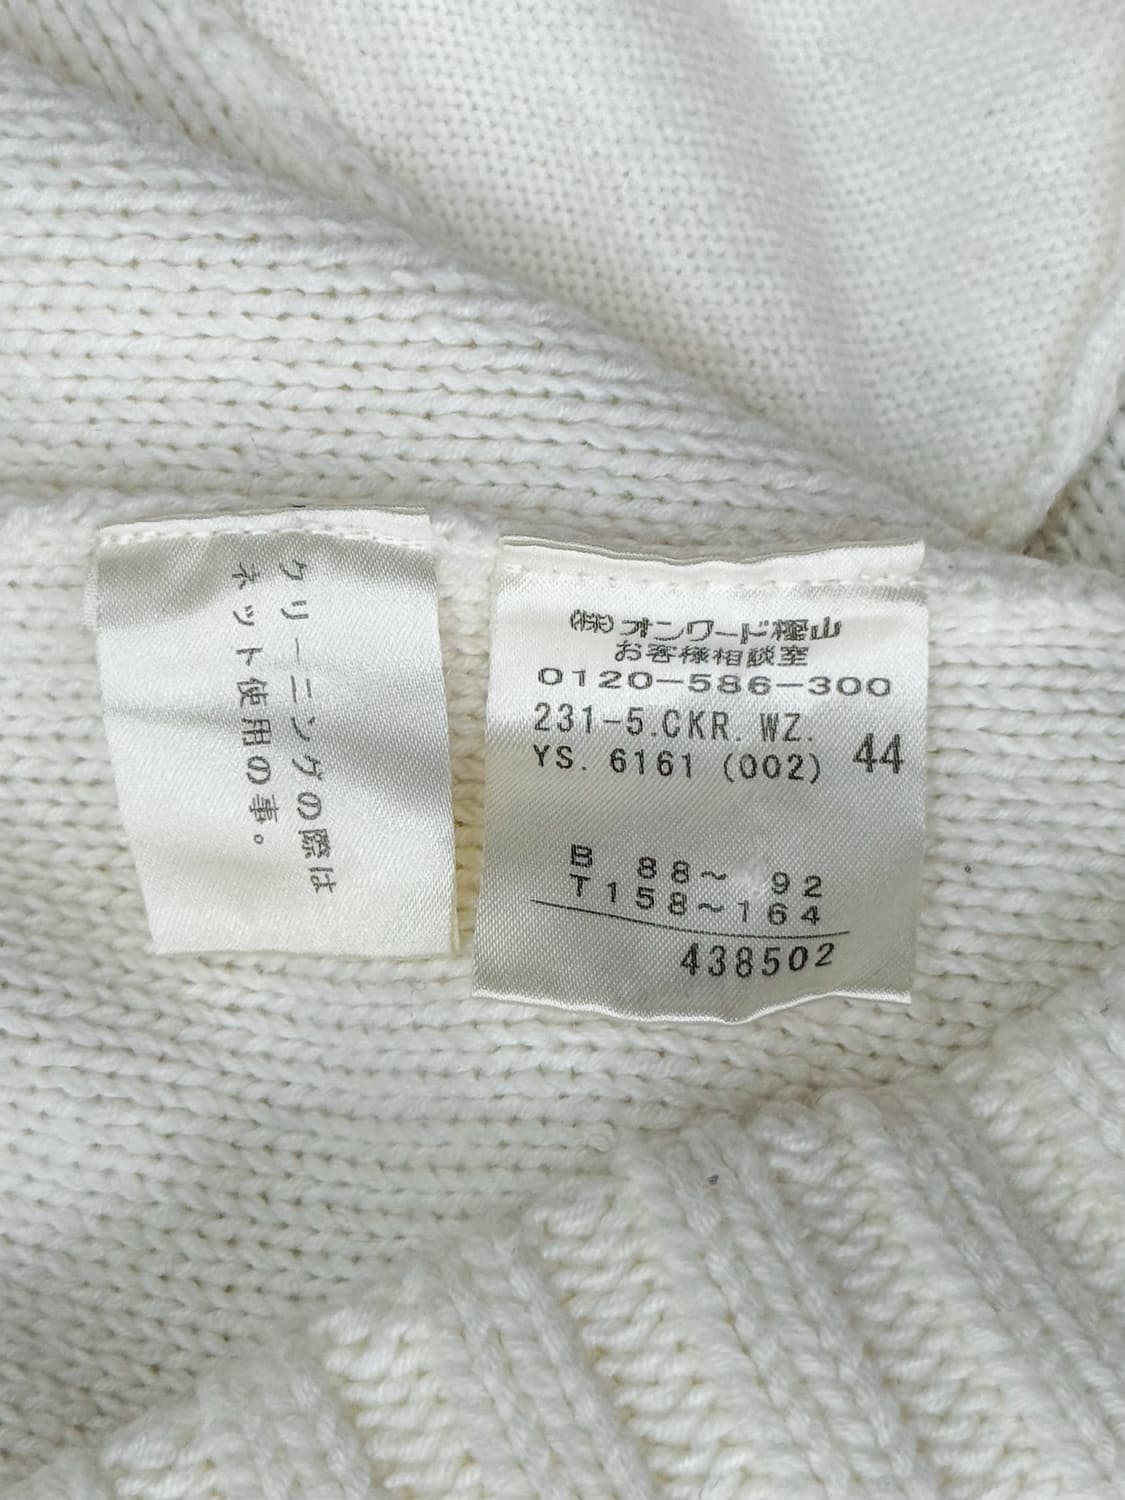 クリーニングの際は
ネット使用の事。
㈱オンワード樫山
お客様相談室
0120-586-300
231-5.CKR. WZ.
YS. 6161 (002) 44
B 88~ 92
T158~164
438502